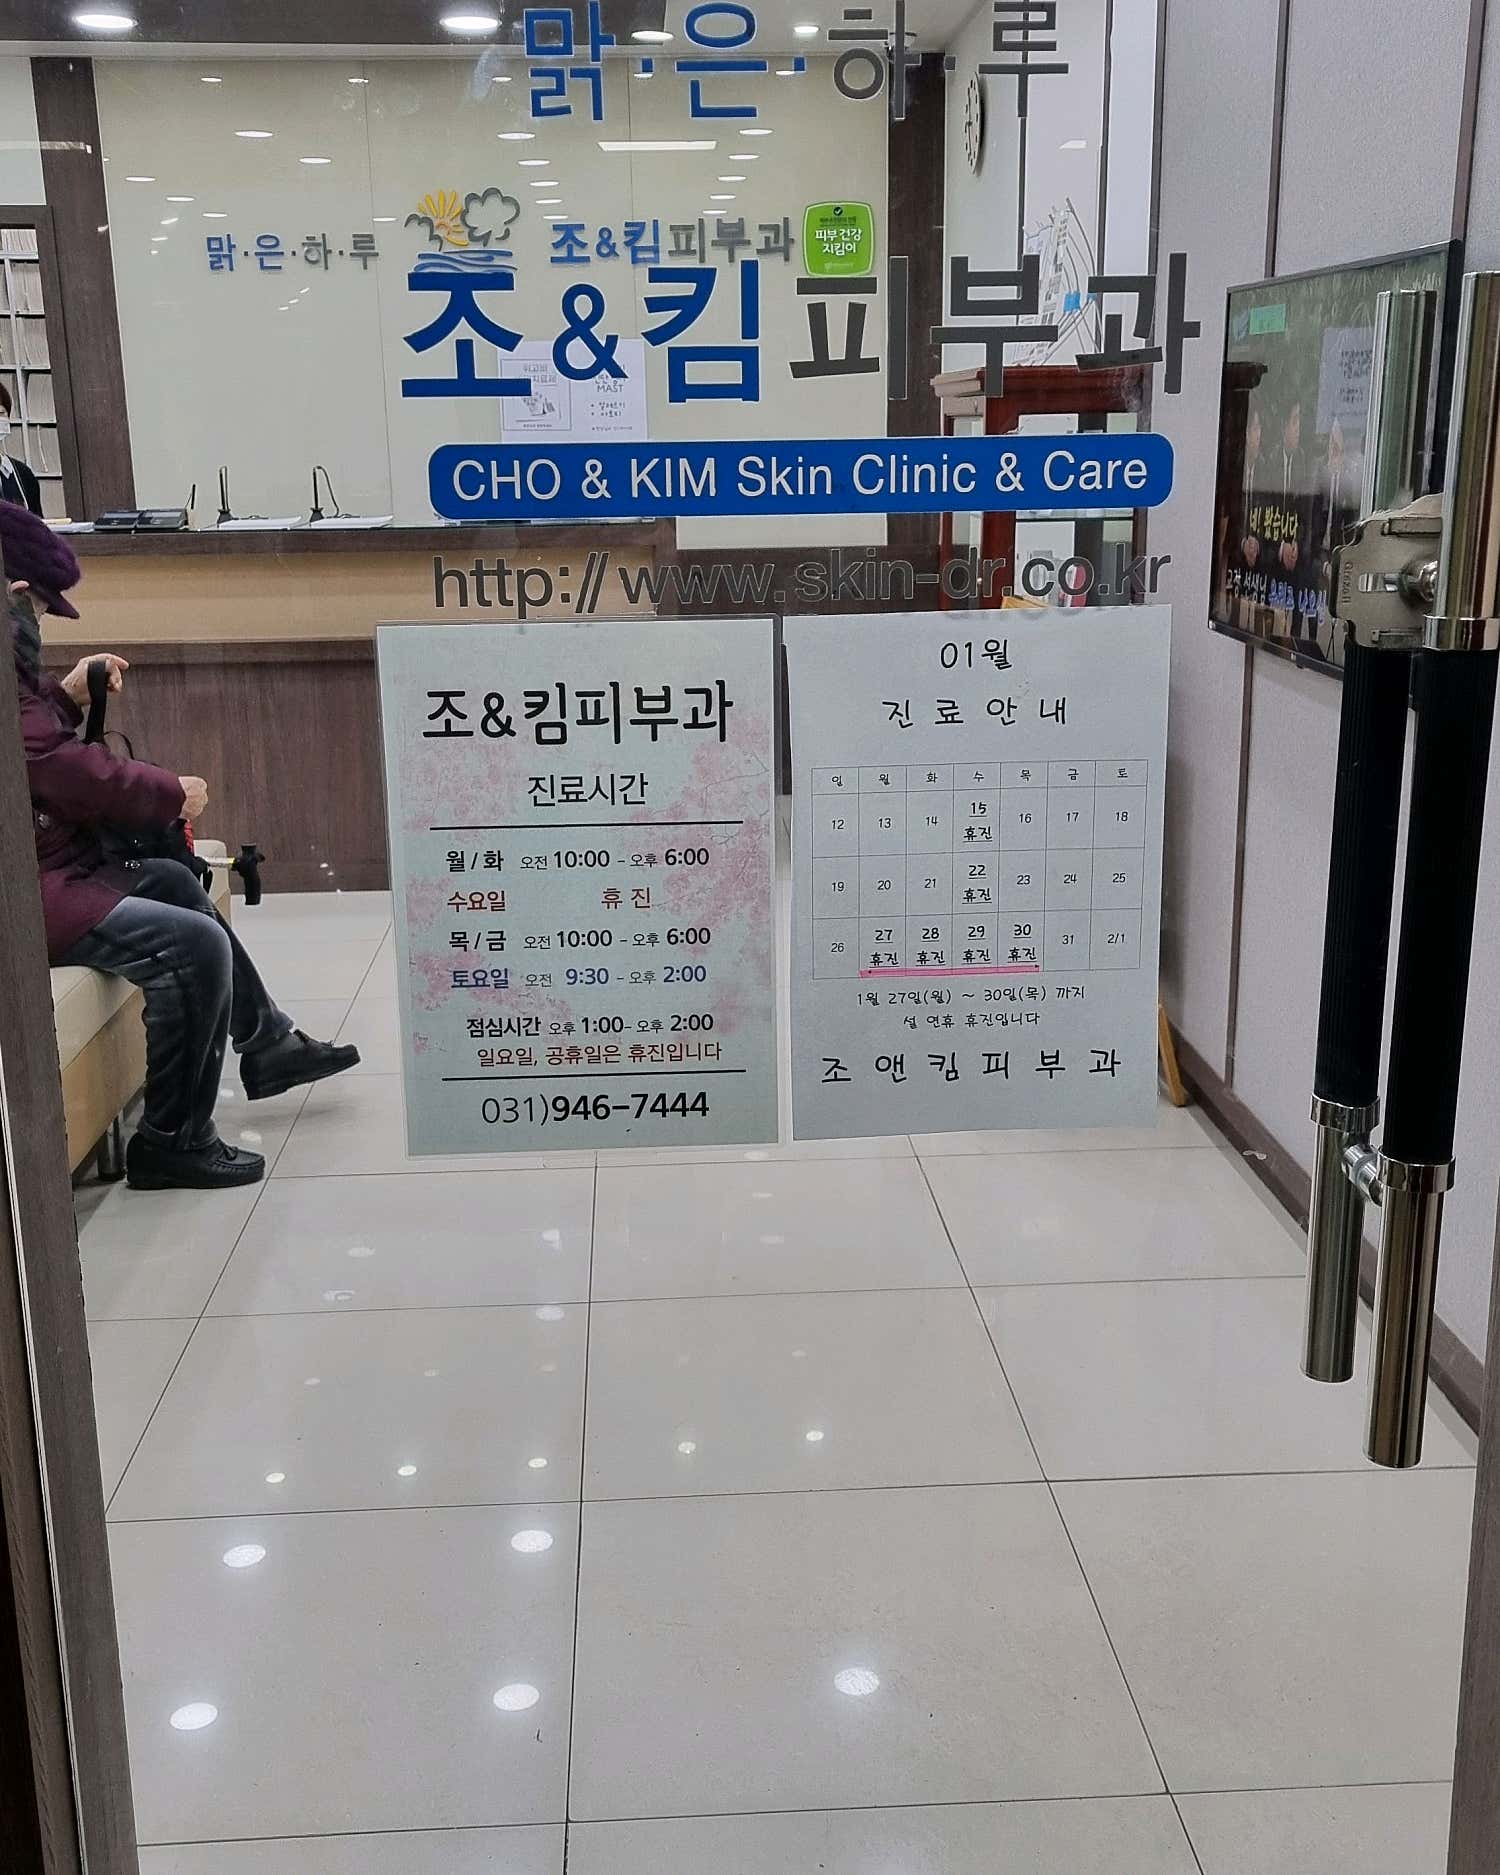 맑·은·하·루
맑·은·하·루
조&킴피부과
피부건강
지킴이
조&킴피부과
MAST
CHO & KIM Skin Clinic & Care
http://www.skin-dr.co.kr
네! 봤습니다
조&킴피부과
진료시간
월/화 오전 10:00 - 오후 6:00
수요일 휴 진
목/금 오전 10:00 - 오후 6:00
토요일 오전 9:30 - 오후 2:00
점심시간 오후 1:00- 오후 2:00
일요일, 공휴일은 휴진입니다
031)946-7444
01월
진 료 안 내
일 월 화 수 목 금 토
12 13 14 15 휴진 16 17 18
19 20 21 22 휴진 23 24 25
26 27 휴진 28 휴진 29 휴진 30 휴진 31 2/1
1월 27일(월) ~ 30일(목) 까지
설 연휴 휴진입니다
조 앤 킴 피 부 과